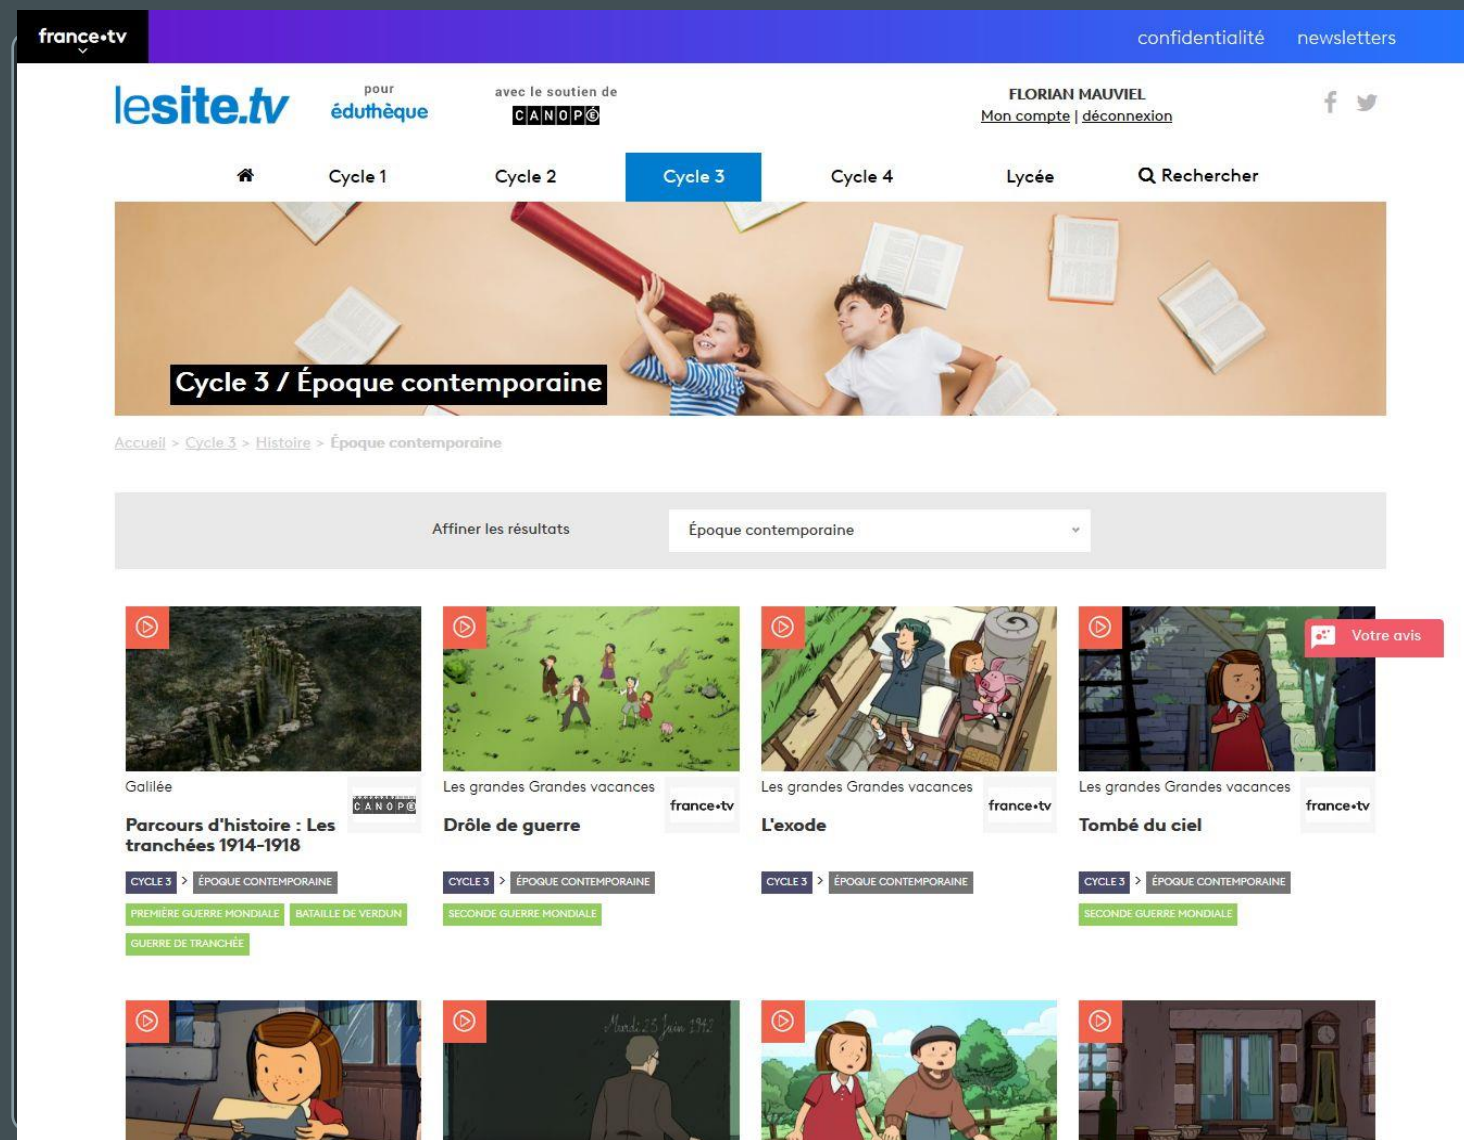 france•tv
confidentialité newsletters
lesite.tv
pour
éduthèque
avec le soutien de
CANOPÉ
FLORIAN MAUVIEL
Mon compte | déconnexion
Cycle 1 Cycle 2 Cycle 3 Cycle 4 Lycée Rechercher
Cycle 3 / Époque contemporaine
Accueil > Cycle 3 > Histoire > Époque contemporaine
Affiner les résultats
Époque contemporaine
Votre avis
Galilée
CANOPÉ
Parcours d'histoire : Les
tranchées 1914-1918
CYCLE 3 > ÉPOQUE CONTEMPORAINE
PREMIÈRE GUERRE MONDIALE BATAILLE DE VERDUN
GUERRE DE TRANCHÉE
Les grandes Grandes vacances
france•tv
Drôle de guerre
CYCLE 3 > ÉPOQUE CONTEMPORAINE
SECONDE GUERRE MONDIALE
Les grandes Grandes vacances
france•tv
L'exode
CYCLE 3 > ÉPOQUE CONTEMPORAINE
Les grandes Grandes vacances
france•tv
Tombé du ciel
CYCLE 3 > ÉPOQUE CONTEMPORAINE
SECONDE GUERRE MONDIALE
Mardi 23 Juin 1942